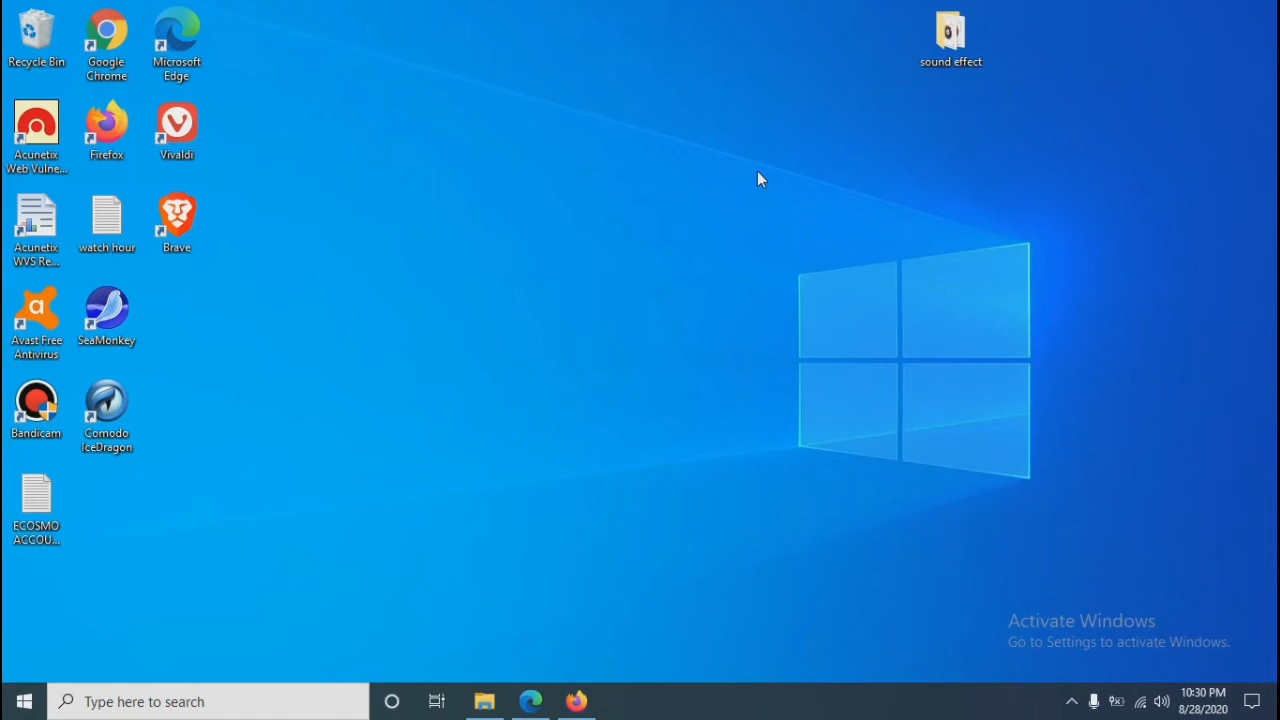 Recycle Bin
Google
Chrome
Microsoft
Edge
sound effect
Acunetix
Web Vulne...
Firefox
Vivaldi
Acunetix
WVS Re...
watch hour
Brave
Avast Free
Antivirus
SeaMonkey
Bandicam
Comodo
IceDragon
ECOSMO
ACCOU...
Activate Windows
Go to Settings to activate Windows.
Type here to search
10:30 PM
8/28/2020